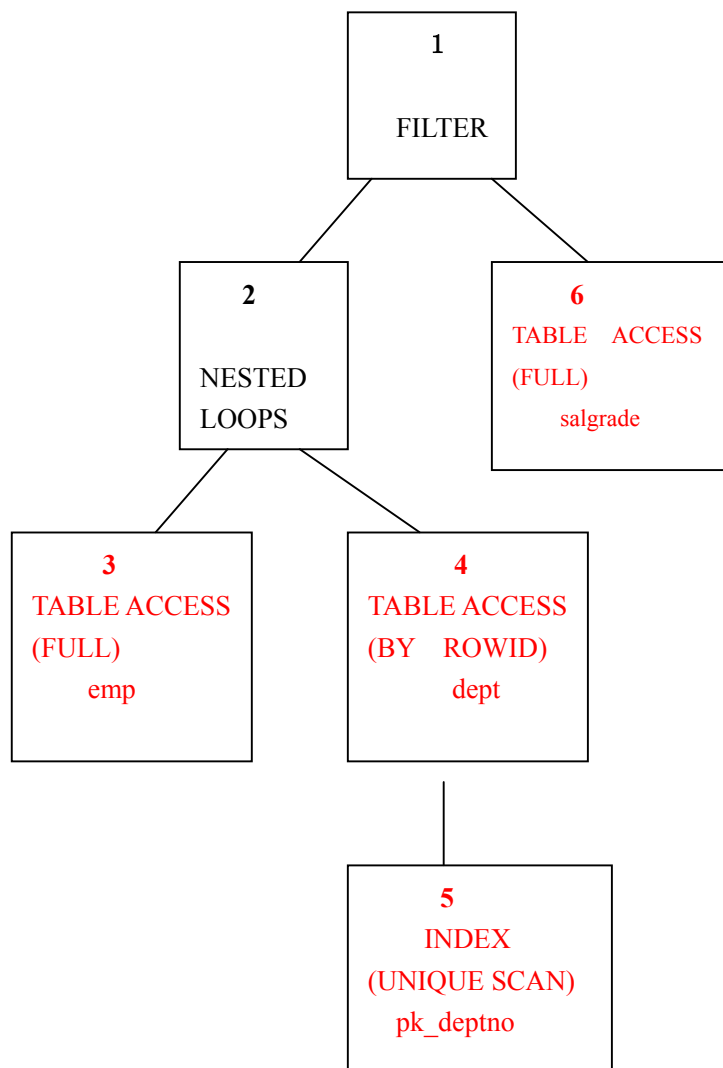 1
FILTER
2
NESTED
LOOPS
6
TABLE ACCESS
(FULL)
salgrade
3
TABLE ACCESS
(FULL)
emp
4
TABLE ACCESS
(BY ROWID)
dept
5
INDEX
(UNIQUE SCAN)
pk_deptno